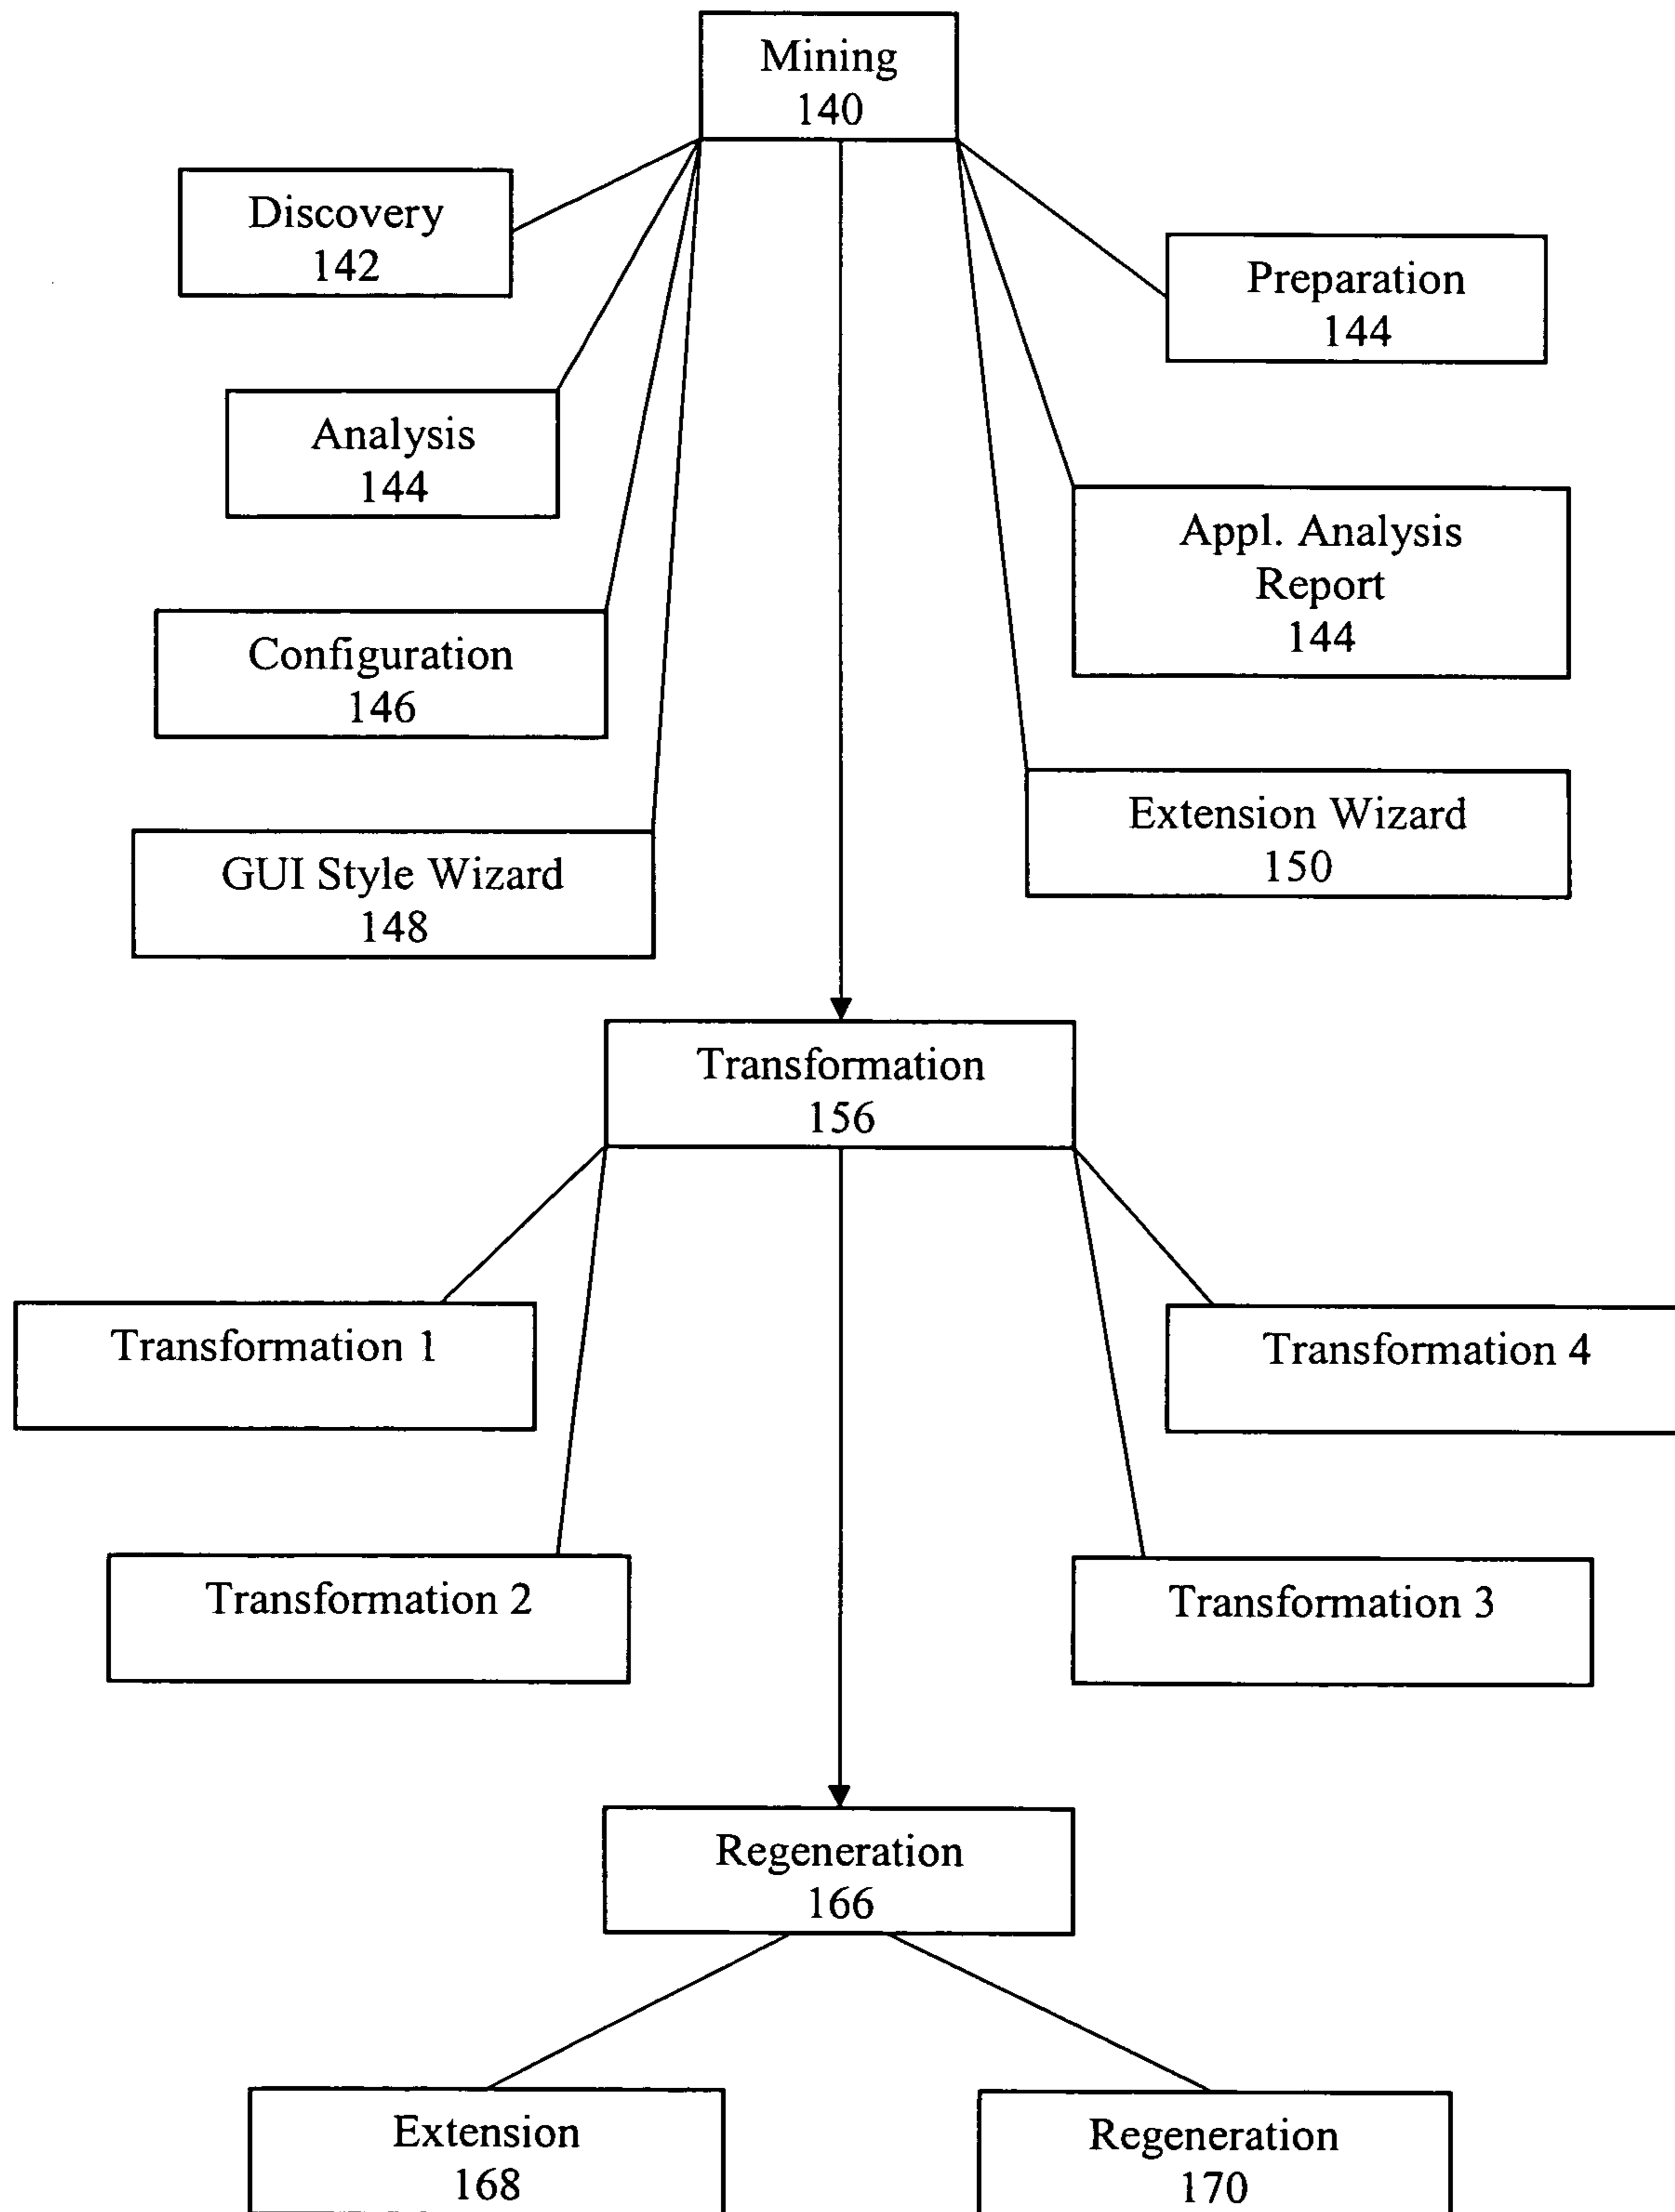 Mining
140
Discovery
142
Preparation
144
Analysis
144
Appl. Analysis
Report
144
Configuration
146
Extension Wizard
150
GUI Style Wizard
148
Transformation
156
Transformation 1
Transformation 4
Transformation 2
Transformation 3
Regeneration
166
Extension
168
Regeneration
170